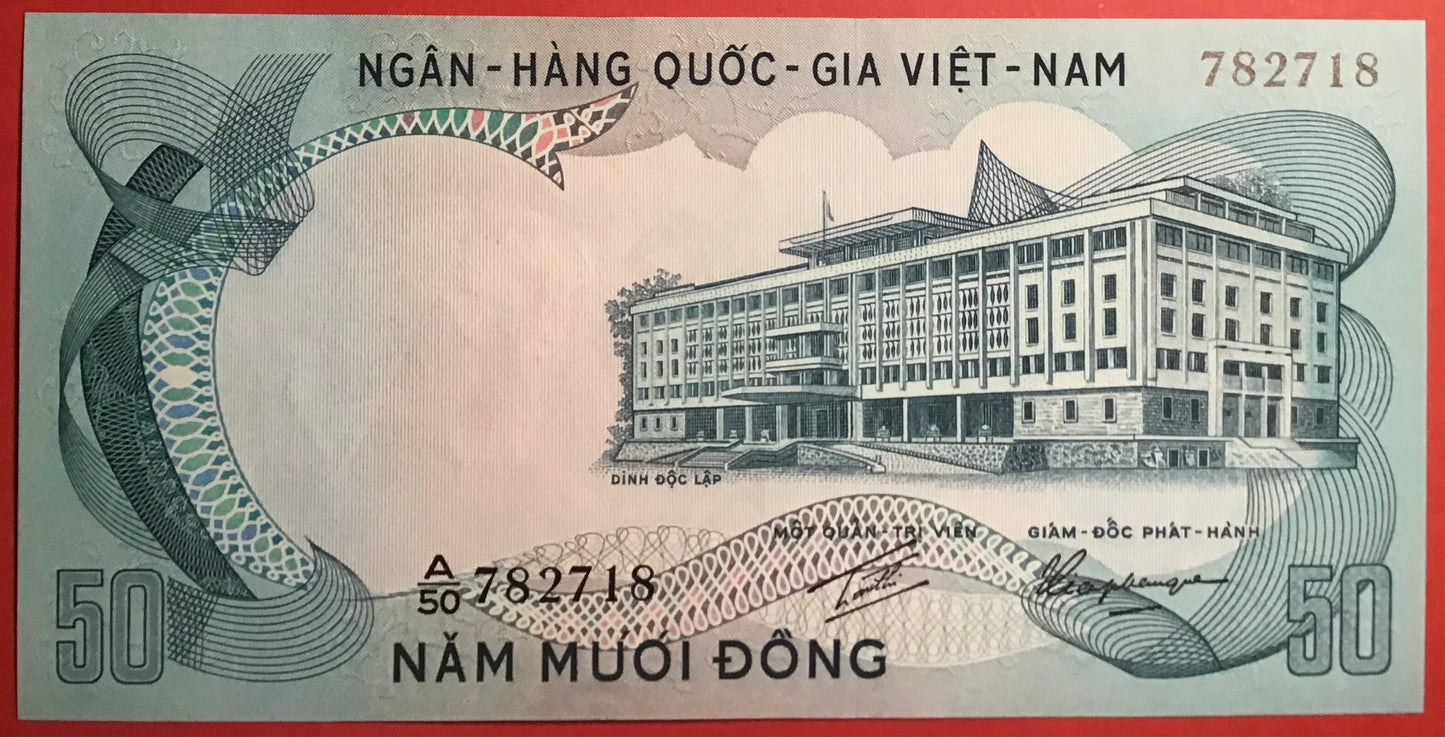 NGÂN-HÀNG QUỐC-GIA VIỆT-NAM
782718
DINH ĐỘC LẬP
MỘT QUẢN-TRỊ VIÊN
GIÁM-ĐỐC PHÁT-HÀNH
A/50 782718
50
50
NĂM MƯƠI ĐỒNG